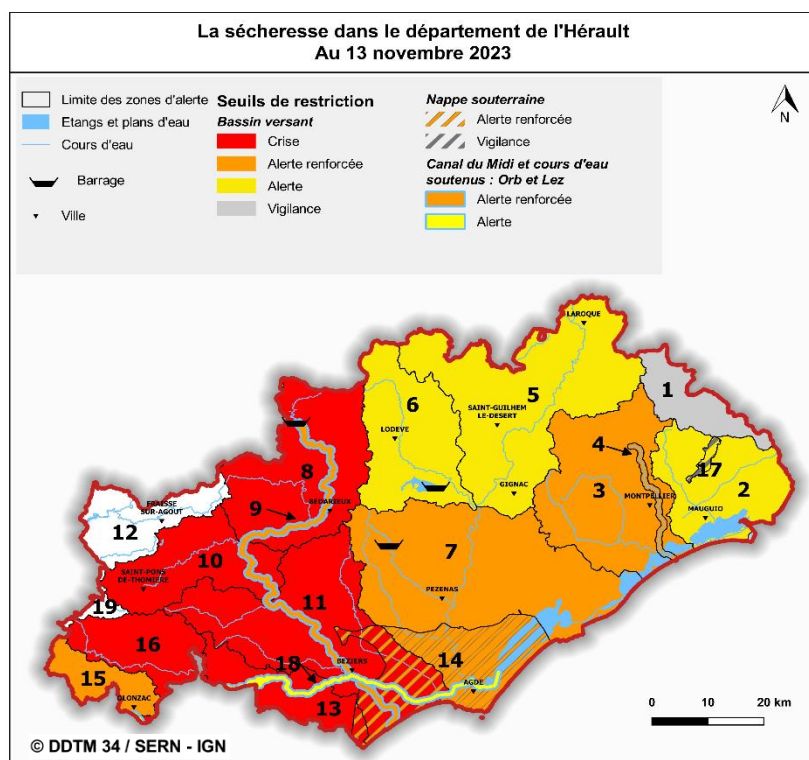 La sécheresse dans le département de l'Hérault
Au 13 novembre 2023
Limite des zones d'alerte
Etangs et plans d'eau
Cours d'eau
Barrage
Ville
Seuils de restriction
Bassin versant
Crise
Alerte renforcée
Alerte
Vigilance
Nappe souterraine
Alerte renforcée
Vigilance
Canal du Midi et cours d'eau
soutenus : Orb et Lez
Alerte renforcée
Alerte
N
LAROQUE
1
5
6
SAINT-GUILHEM
LE-DESERT
LODEVE
4
17
2
8
GIGNAC
3
MONTPELLIER
MAUGUIO
9
BEDARIEUX
FRAISSE
SUR-AGOUT
12
7
10
SAINT-PONS
DE-THOMIERE
PEZENAS
19
11
16
14
BEZIERS
18
AGDE
15
OLONZAC
13
0 10 20 km
© DDTM 34 / SERN - IGN